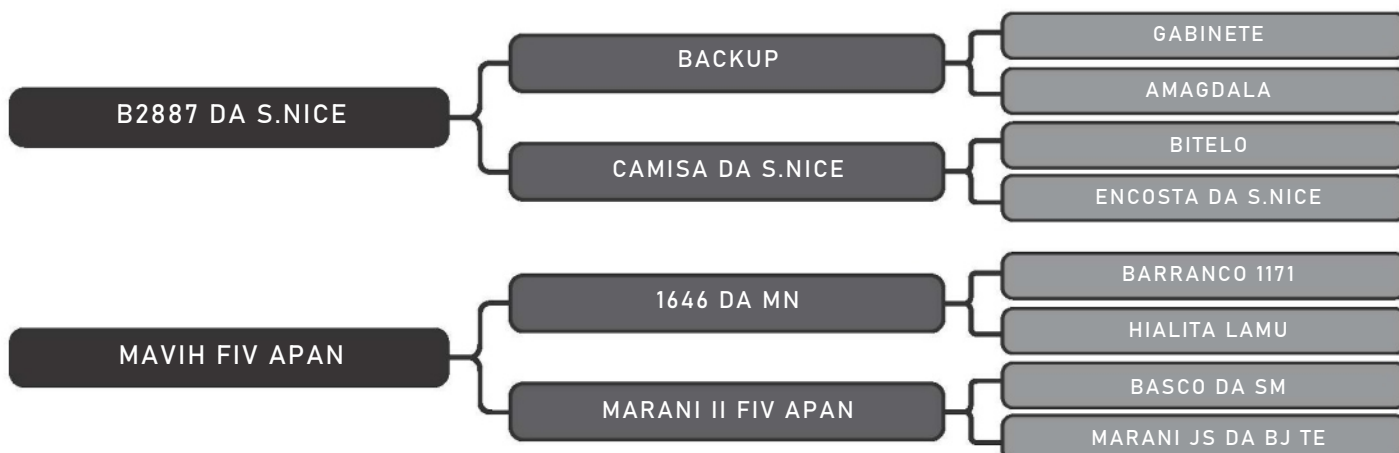 B2887 DA S.NICE
BACKUP
GABINETE
AMAGDALA
CAMISA DA S.NICE
BITELO
ENCOSTA DA S.NICE
MAVIH FIV APAN
1646 DA MN
BARRANCO 1171
HIALITA LAMU
MARANI II FIV APAN
BASCO DA SM
MARANI JS DA BJ TE